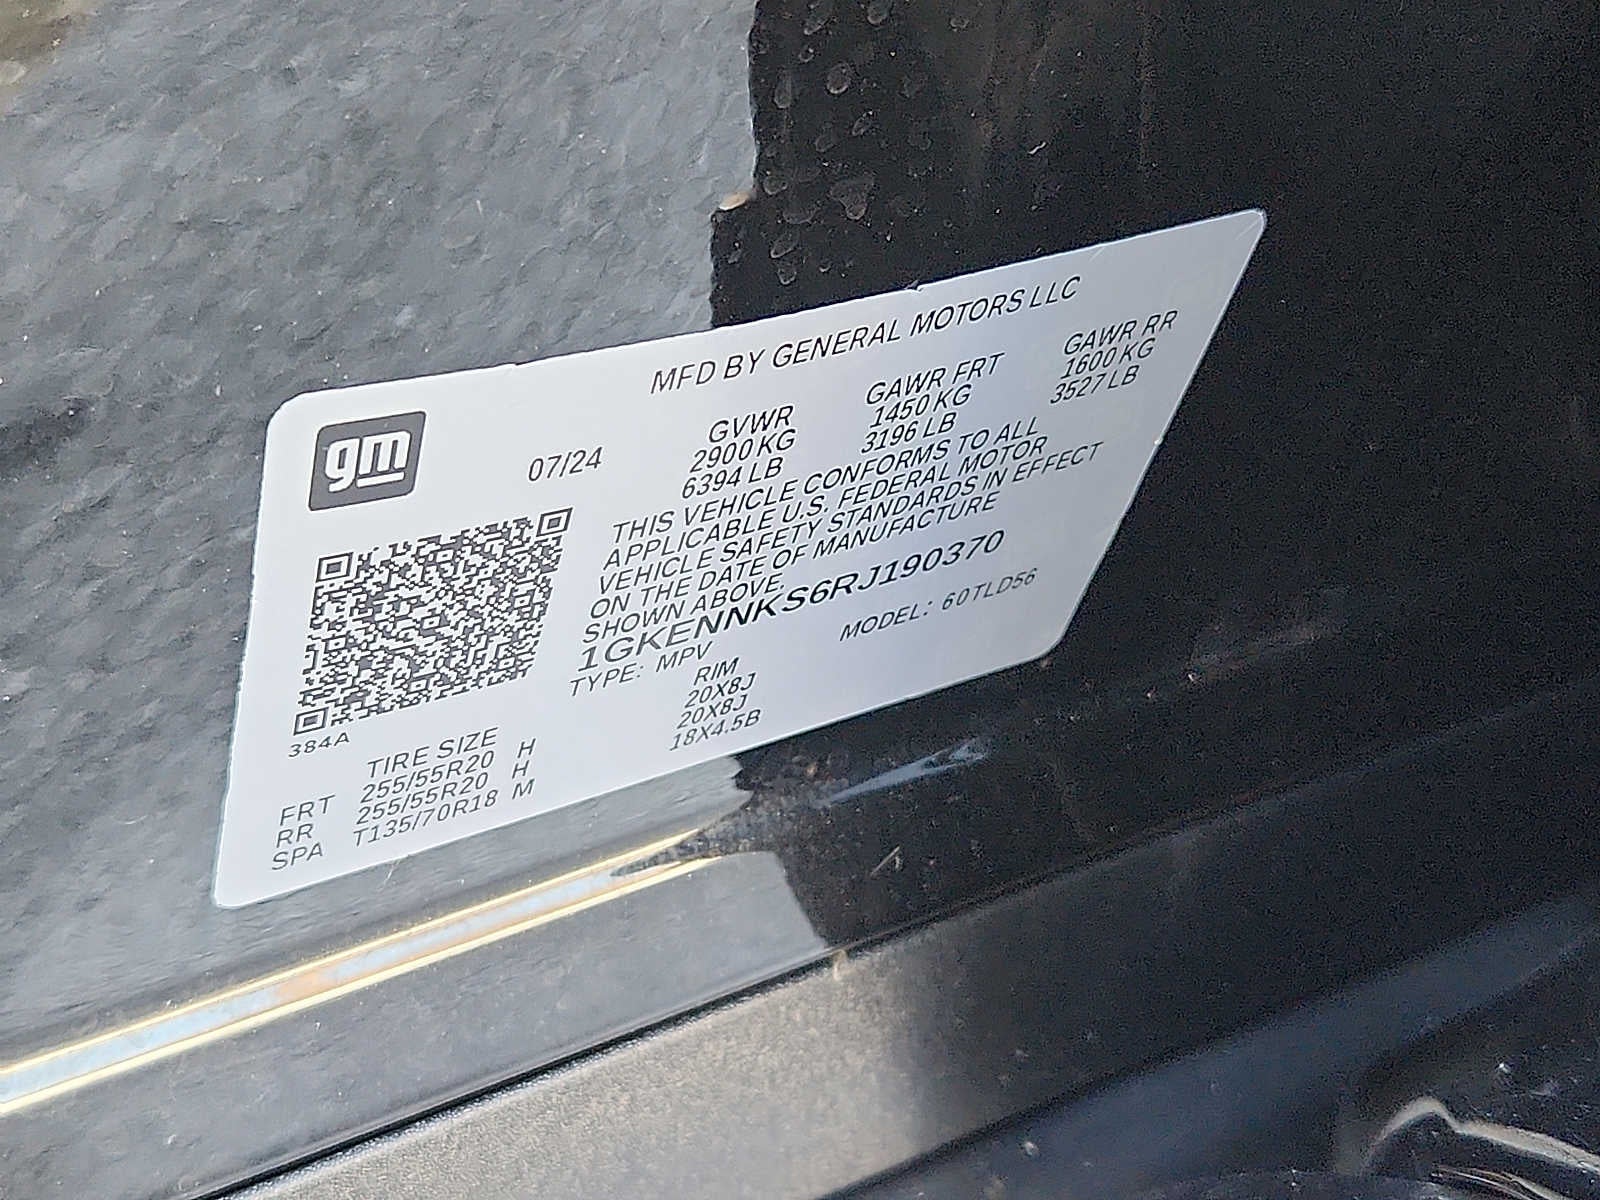 MFD BY GENERAL MOTORS LLC
gm
07/24
GVWR
2900 KG
6394 LB
GAWR FRT
1450 KG
3196 LB
GAWR RR
1600 KG
3527 LB
THIS VEHICLE CONFORMS TO ALL
APPLICABLE U.S. FEDERAL MOTOR
VEHICLE SAFETY STANDARDS IN EFFECT
ON THE DATE OF MANUFACTURE
SHOWN ABOVE.
1GKENNKS6RJ190370
TYPE: MPV
MODEL: 60TLD56
384A
TIRE SIZE
RIM
FRT 255/55R20 H 20X8J
RR 255/55R20 H 20X8J
SPA T135/70R18 M 18X4.5B